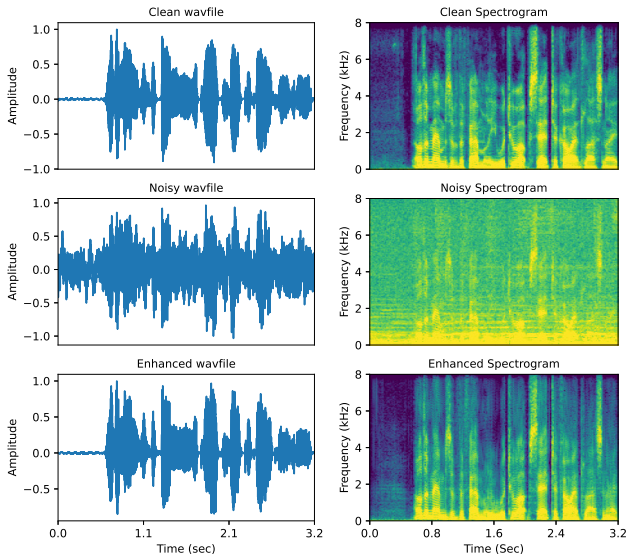 Clean wavfile
Clean Spectrogram
Amplitude
1.0
0.5
0.0
−0.5
−1.0
Frequency (kHz)
8
6
4
2
0
Noisy wavfile
Noisy Spectrogram
Amplitude
1.0
0.5
0.0
−0.5
−1.0
Frequency (kHz)
8
6
4
2
0
Enhanced wavfile
Enhanced Spectrogram
Amplitude
1.0
0.5
0.0
−0.5
Frequency (kHz)
8
6
4
2
0
0.0 1.1 2.1 3.2
Time (sec)
0.0 0.8 1.6 2.4 3.2
Time (Sec)